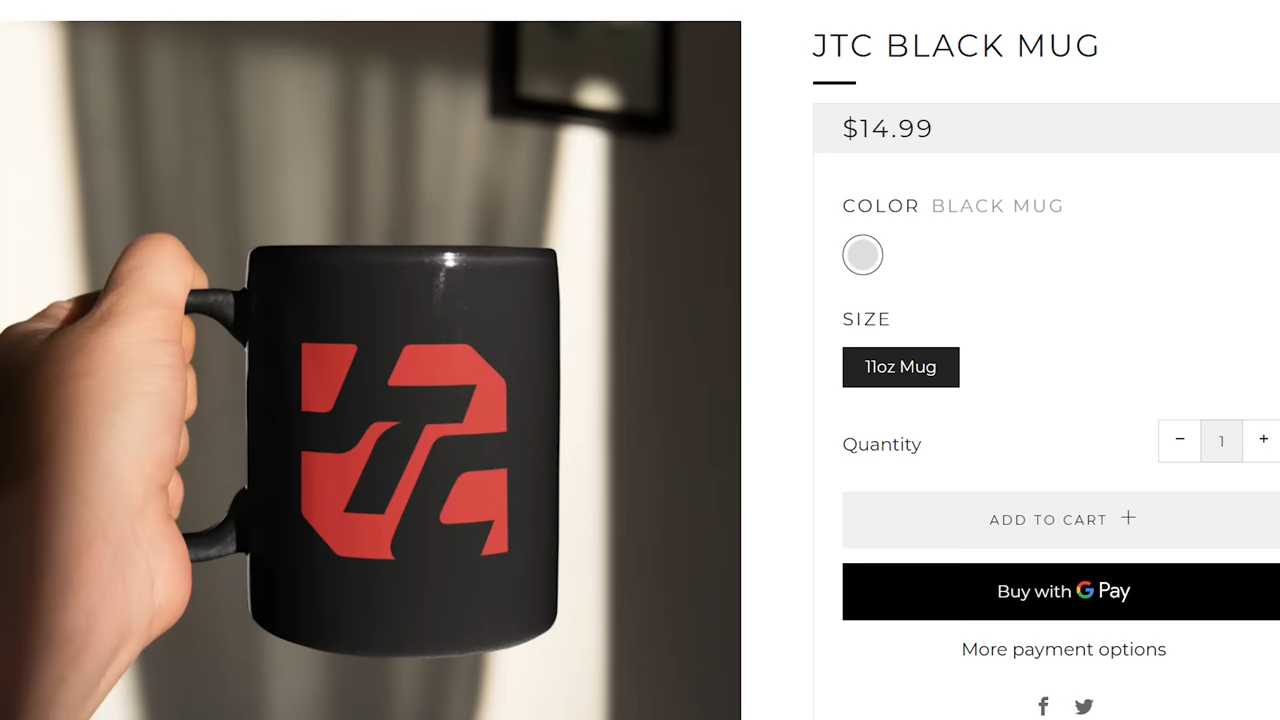 JTC BLACK MUG
$14.99
COLOR BLACK MUG
SIZE
11oz Mug
Quantity
− 1 +
ADD TO CART +
Buy with G Pay
More payment options